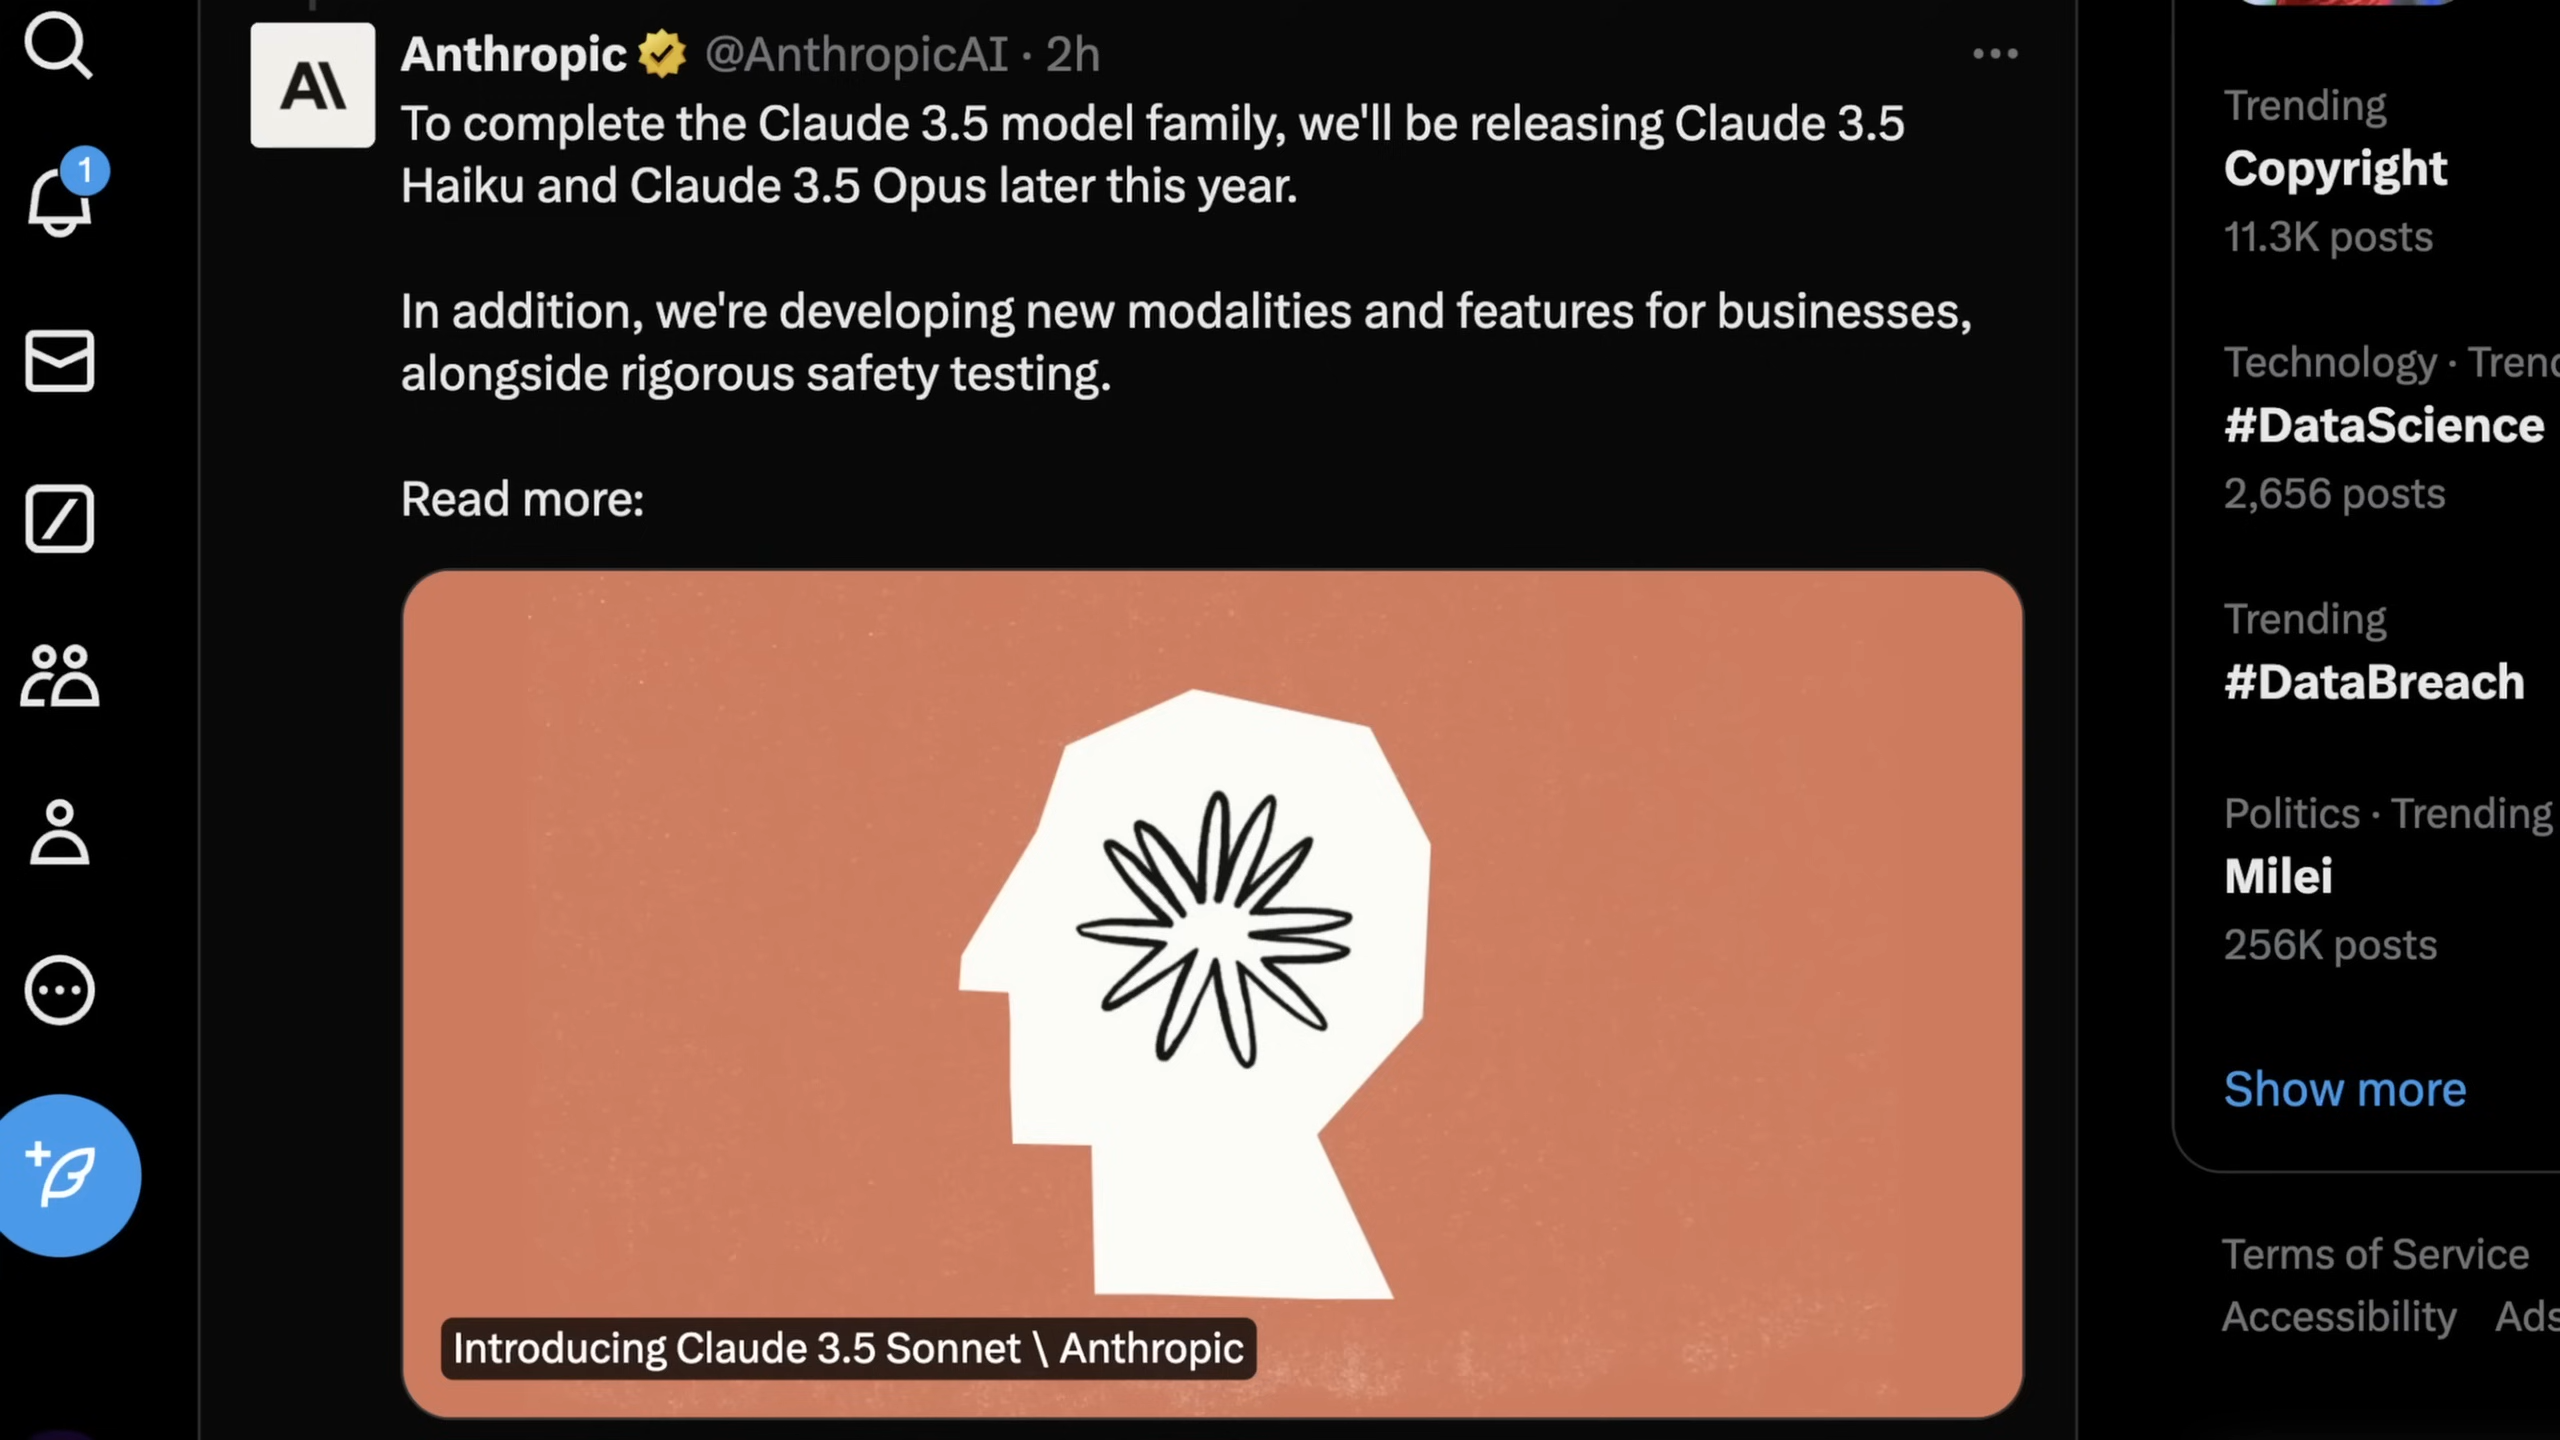 1
Anthropic @AnthropicAI · 2h
To complete the Claude 3.5 model family, we'll be releasing Claude 3.5
Haiku and Claude 3.5 Opus later this year.
In addition, we're developing new modalities and features for businesses,
alongside rigorous safety testing.
Read more:
Introducing Claude 3.5 Sonnet \ Anthropic
Trending
Copyright
11.3K posts
Technology · Trend
#DataScience
2,656 posts
Trending
#DataBreach
Politics · Trending
Milei
256K posts
Show more
Terms of Service
Accessibility Ads